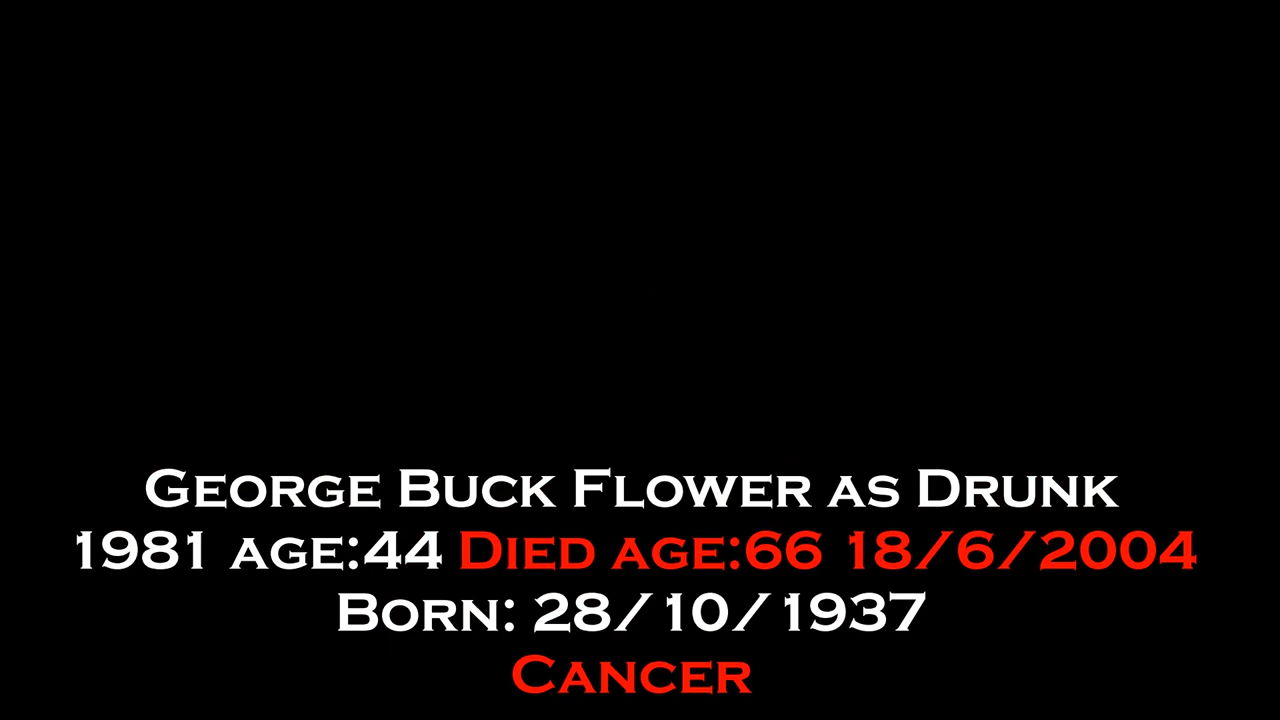 George Buck Flower as Drunk
1981 age:44 Died age:66 18/6/2004
Born: 28/10/1937
Cancer